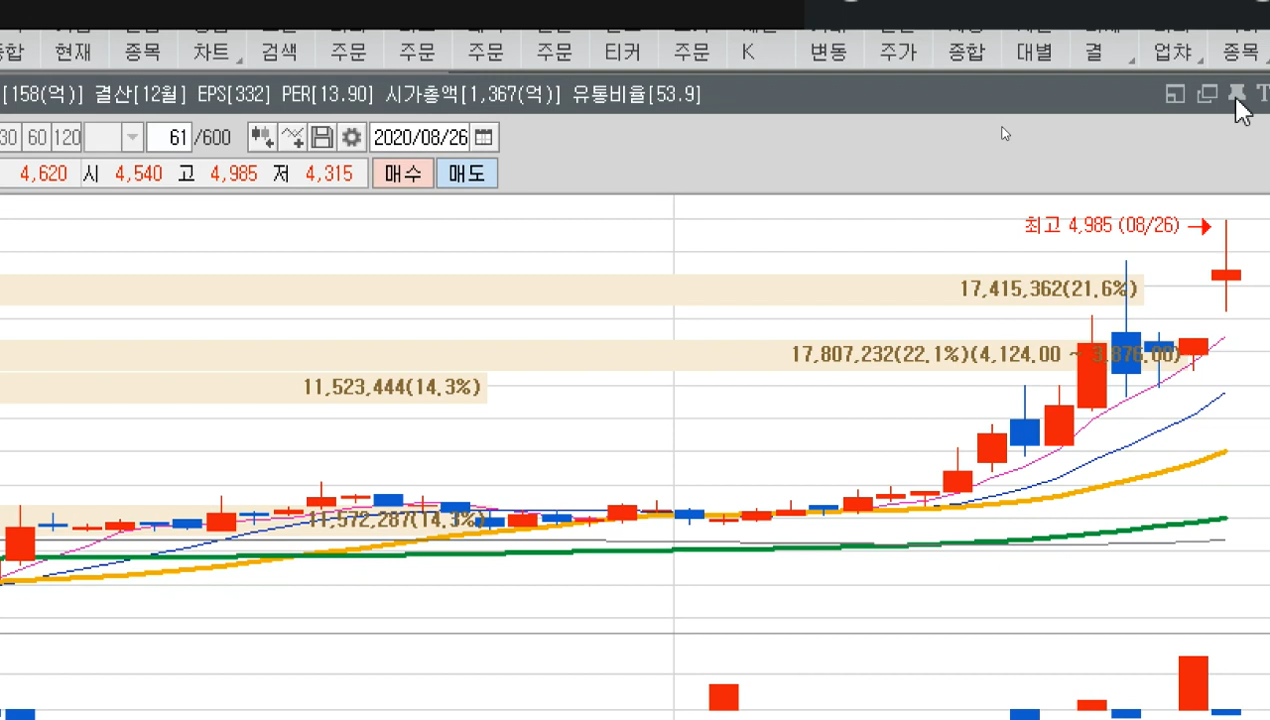 종합 현재 종목 차트 검색 주문 주문 주문 주문 티커 주문 K 변동 주가 종합 대별 결 업차 종목
[158(억)] 결산[12월] EPS[332] PER[13.90] 시가총액[1,367(억)] 유통비율[53.9]
30 60 120 61 /600 2020/08/26
4,620 시 4,540 고 4,985 저 4,315 매수 매도
최고 4,985 (08/26)
17,415,362(21.6%)
17,807,232(22.1%)(4,124.00 ~ 3,876.00)
11,523,444(14.3%)
11,572,287(14.3%)